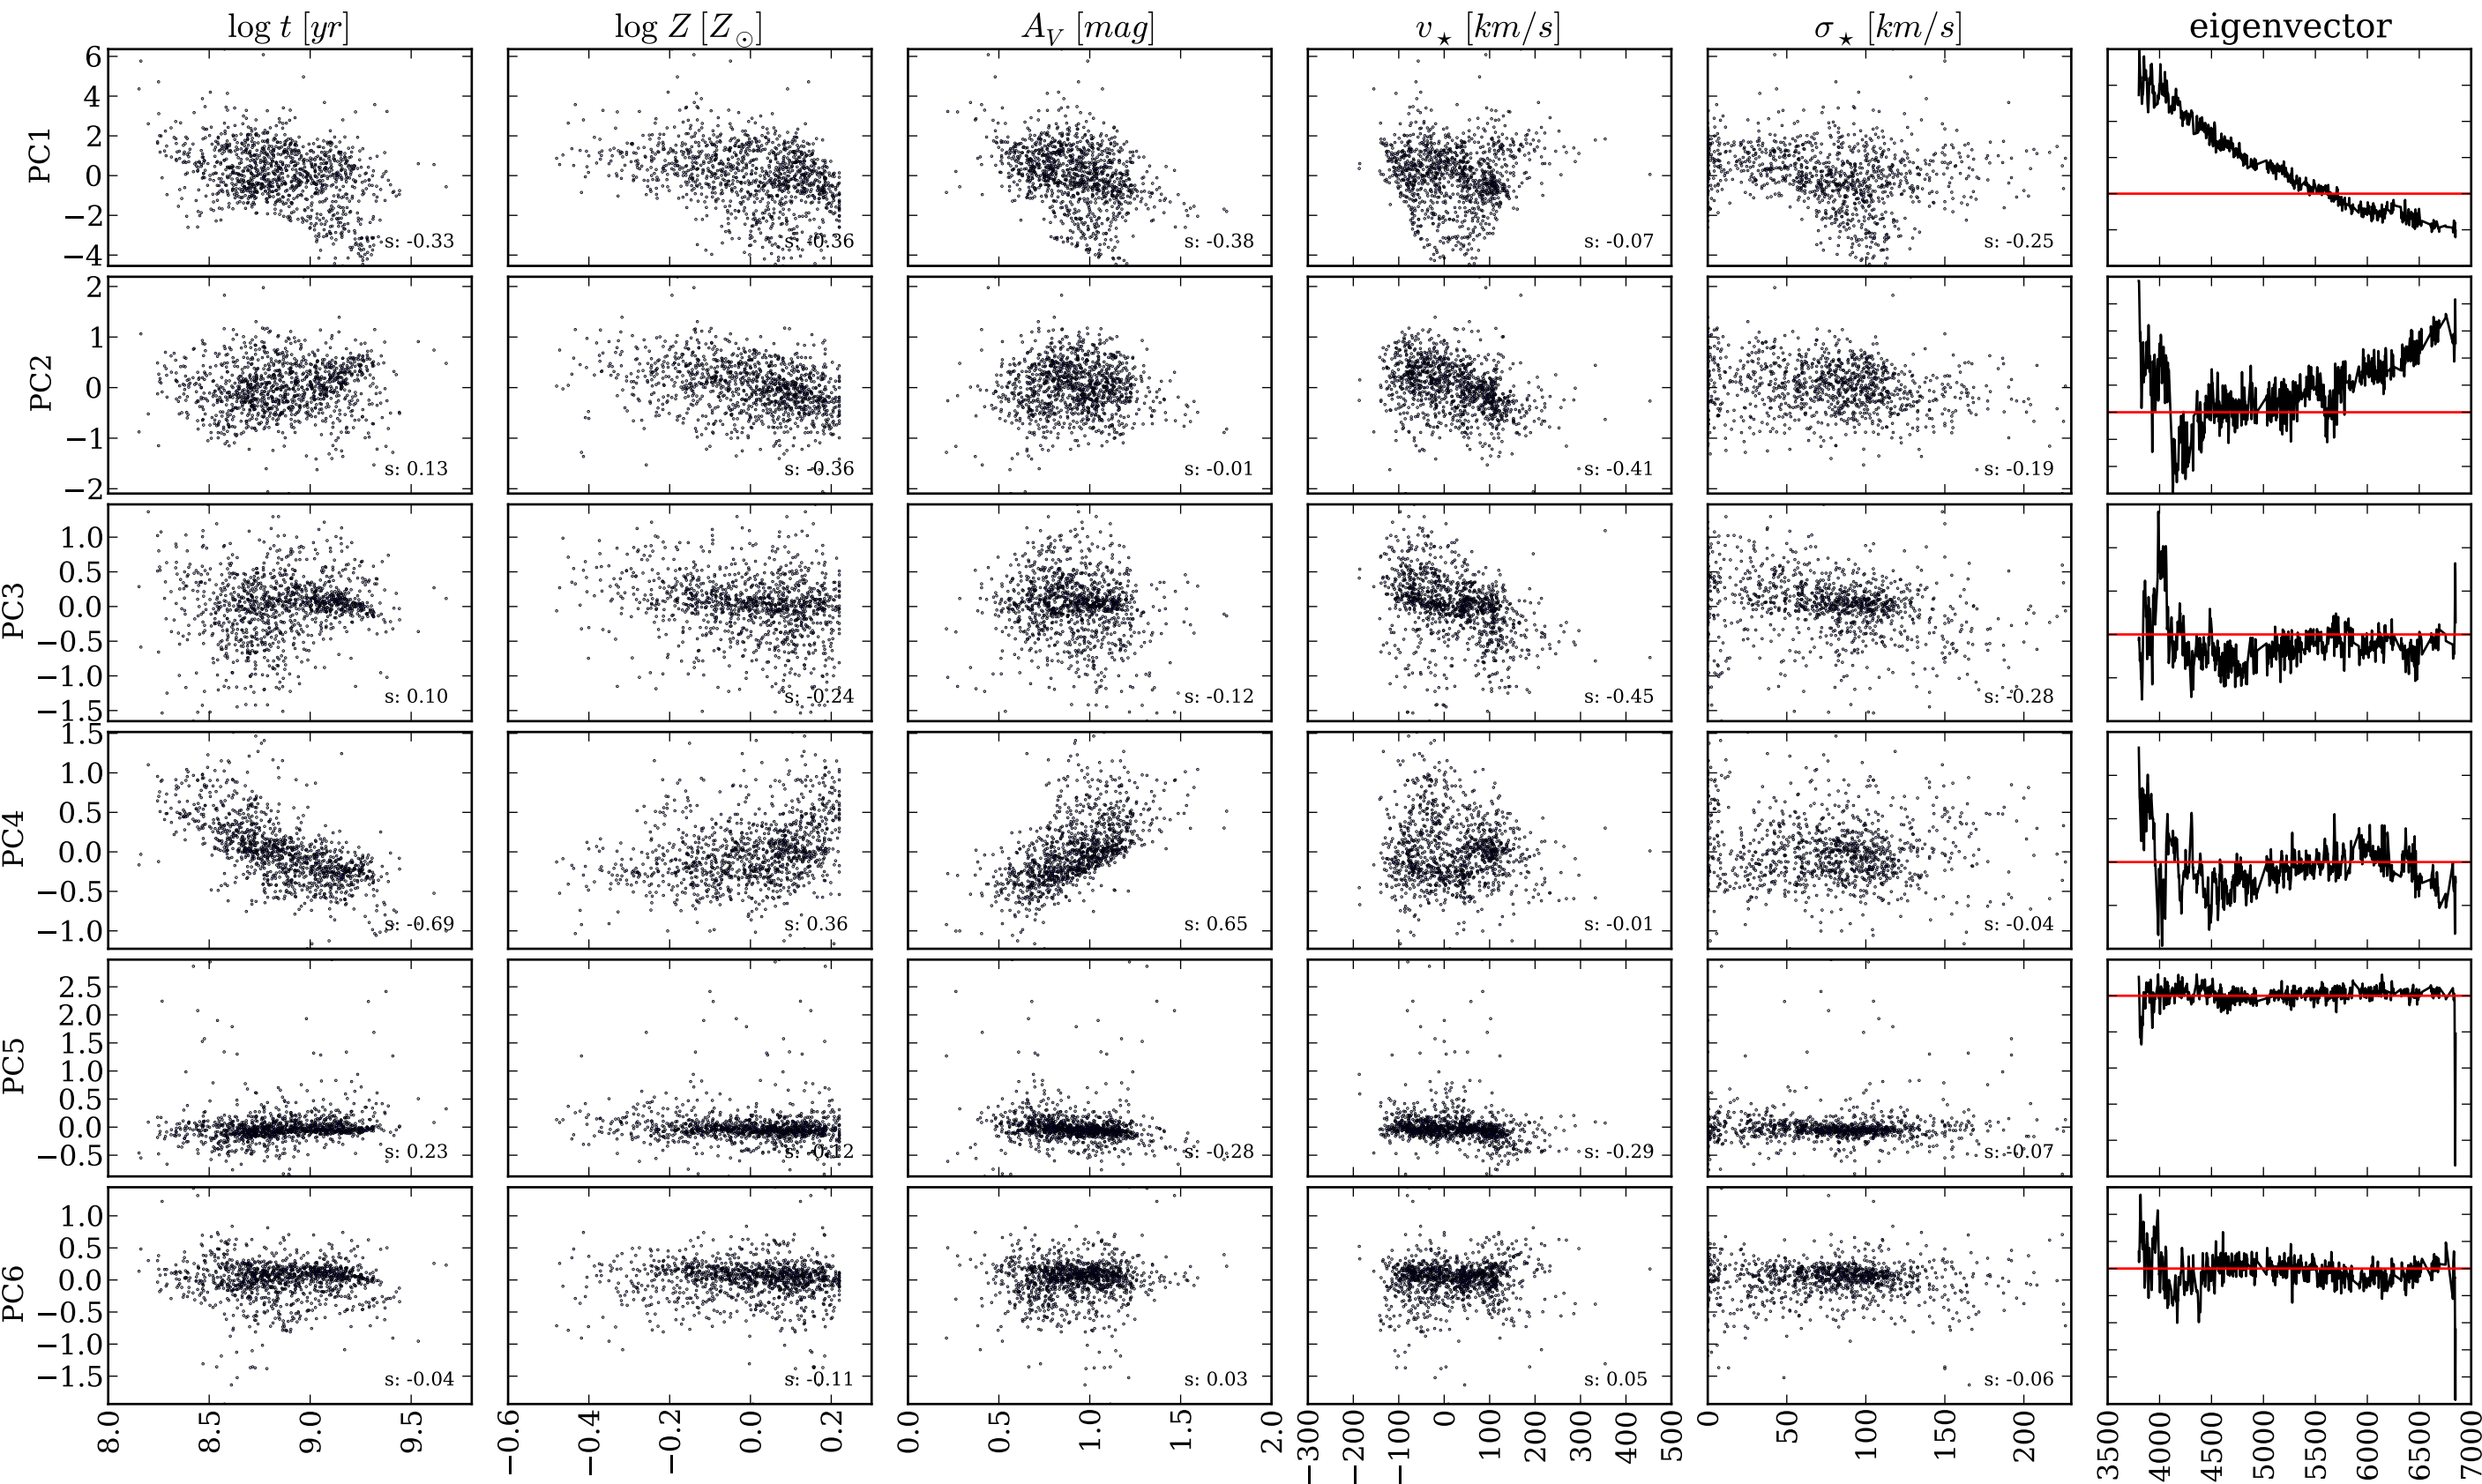 log t [yr] log Z [Z☉] A_V [mag] v⋆ [km/s] σ⋆ [km/s] eigenvector
PC1
6
4
2
0
−2
−4
s: -0.33 s: -0.36 s: -0.38 s: -0.07 s: -0.25
PC2
2
1
0
−1
−2
s: 0.13 s: -0.36 s: -0.01 s: -0.41 s: -0.19
PC3
1.0
0.5
0.0
−0.5
−1.0
−1.5
s: 0.10 s: -0.24 s: -0.12 s: -0.45 s: -0.28
PC4
1.5
1.0
0.5
0.0
−0.5
−1.0
s: -0.69 s: 0.36 s: 0.65 s: -0.01 s: -0.04
PC5
2.5
2.0
1.5
1.0
0.5
0.0
−0.5
s: 0.23 s: -0.12 s: -0.28 s: -0.29 s: -0.07
PC6
1.0
0.5
0.0
−0.5
−1.0
−1.5
s: -0.04 s: -0.11 s: 0.03 s: 0.05 s: -0.06
8.0 8.5 9.0 9.5 −0.6 −0.4 −0.2 0.0 0.2 0.0 0.5 1.0 1.5 2.0 −300 −200 −100 0 100 200 300 400 500 0 50 100 150 200 3500 4000 4500 5000 5500 6000 6500 7000